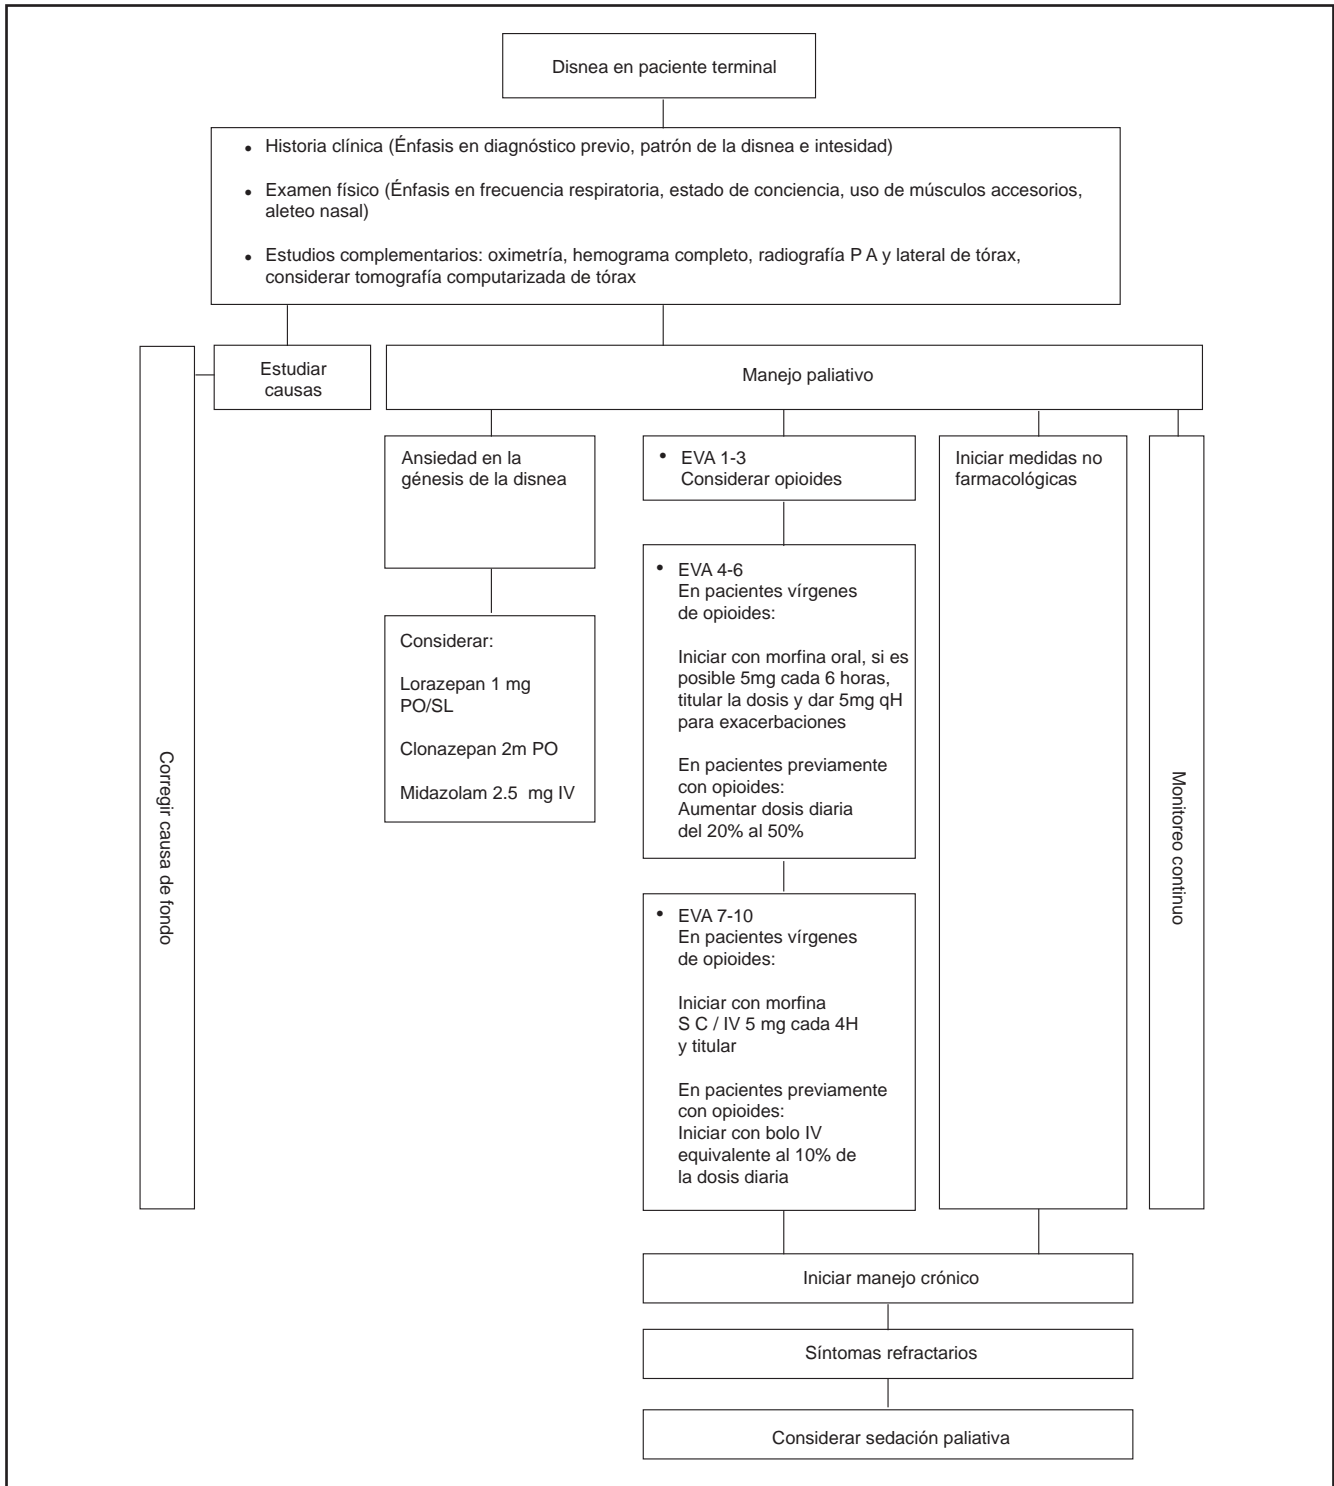 Disnea en paciente terminal
• Historia clínica (Énfasis en diagnóstico previo, patrón de la disnea e intesidad)
• Examen físico (Énfasis en frecuencia respiratoria, estado de conciencia, uso de músculos accesorios,
aleteo nasal)
• Estudios complementarios: oximetría, hemograma completo, radiografía P A y lateral de tórax,
considerar tomografía computarizada de tórax
Corregir causa de fondo
Estudiar
causas
Manejo paliativo
Ansiedad en la
génesis de la disnea
Considerar:
Lorazepan 1 mg
PO/SL
Clonazepan 2m PO
Midazolam 2.5 mg IV
• EVA 1-3
Considerar opioides
• EVA 4-6
En pacientes vírgenes
de opioides:
Iniciar con morfina oral, si es
posible 5mg cada 6 horas,
titular la dosis y dar 5mg qH
para exacerbaciones
En pacientes previamente
con opioides:
Aumentar dosis diaria
del 20% al 50%
• EVA 7-10
En pacientes vírgenes
de opioides:
Iniciar con morfina
S C / IV 5 mg cada 4H
y titular
En pacientes previamente
con opioides:
Iniciar con bolo IV
equivalente al 10% de
la dosis diaria
Iniciar medidas no
farmacológicas
Monitoreo continuo
Iniciar manejo crónico
Síntomas refractarios
Considerar sedación paliativa